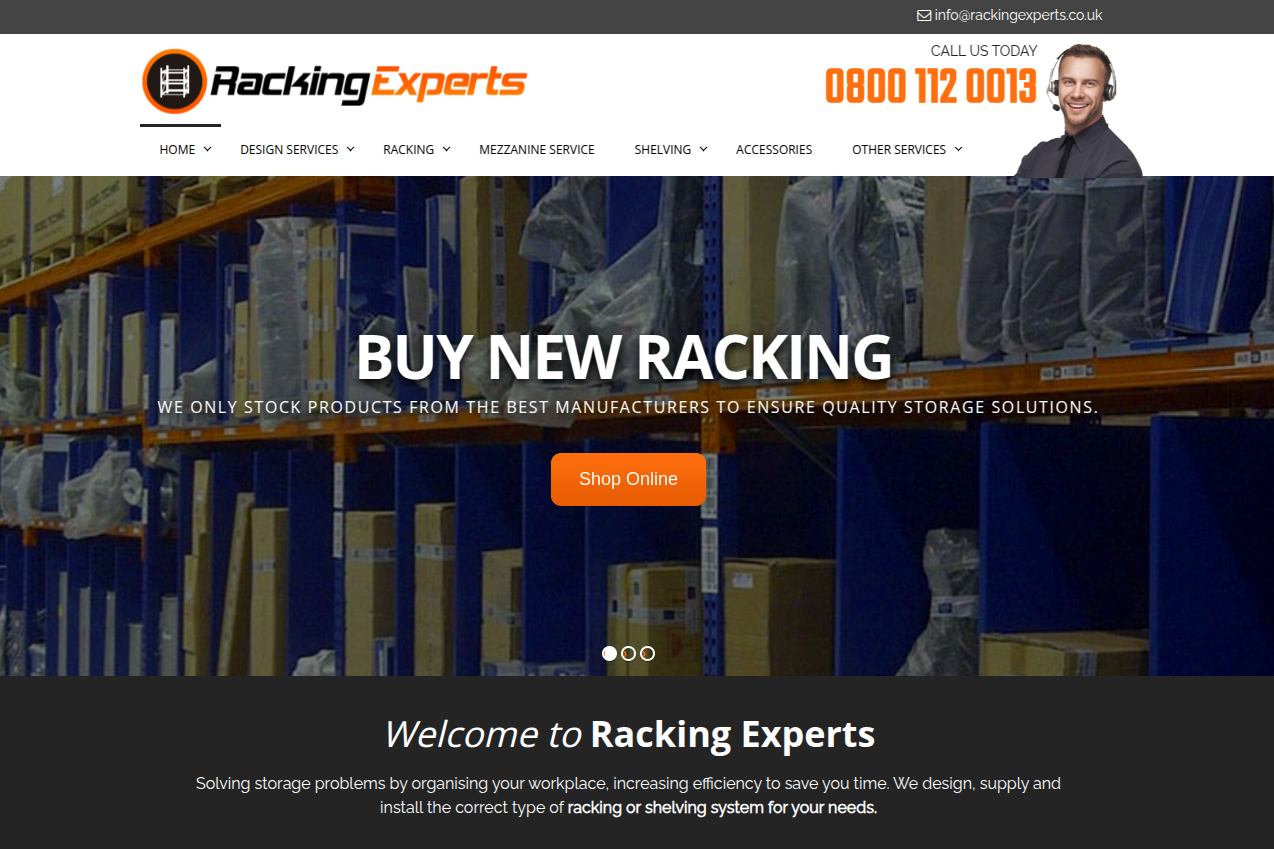 info@rackingexperts.co.uk
CALL US TODAY
Racking Experts
0800 112 0013
HOME DESIGN SERVICES RACKING MEZZANINE SERVICE SHELVING ACCESSORIES OTHER SERVICES
BUY NEW RACKING
WE ONLY STOCK PRODUCTS FROM THE BEST MANUFACTURERS TO ENSURE QUALITY STORAGE SOLUTIONS.
Shop Online
Welcome to Racking Experts
Solving storage problems by organising your workplace, increasing efficiency to save you time. We design, supply and
install the correct type of racking or shelving system for your needs.